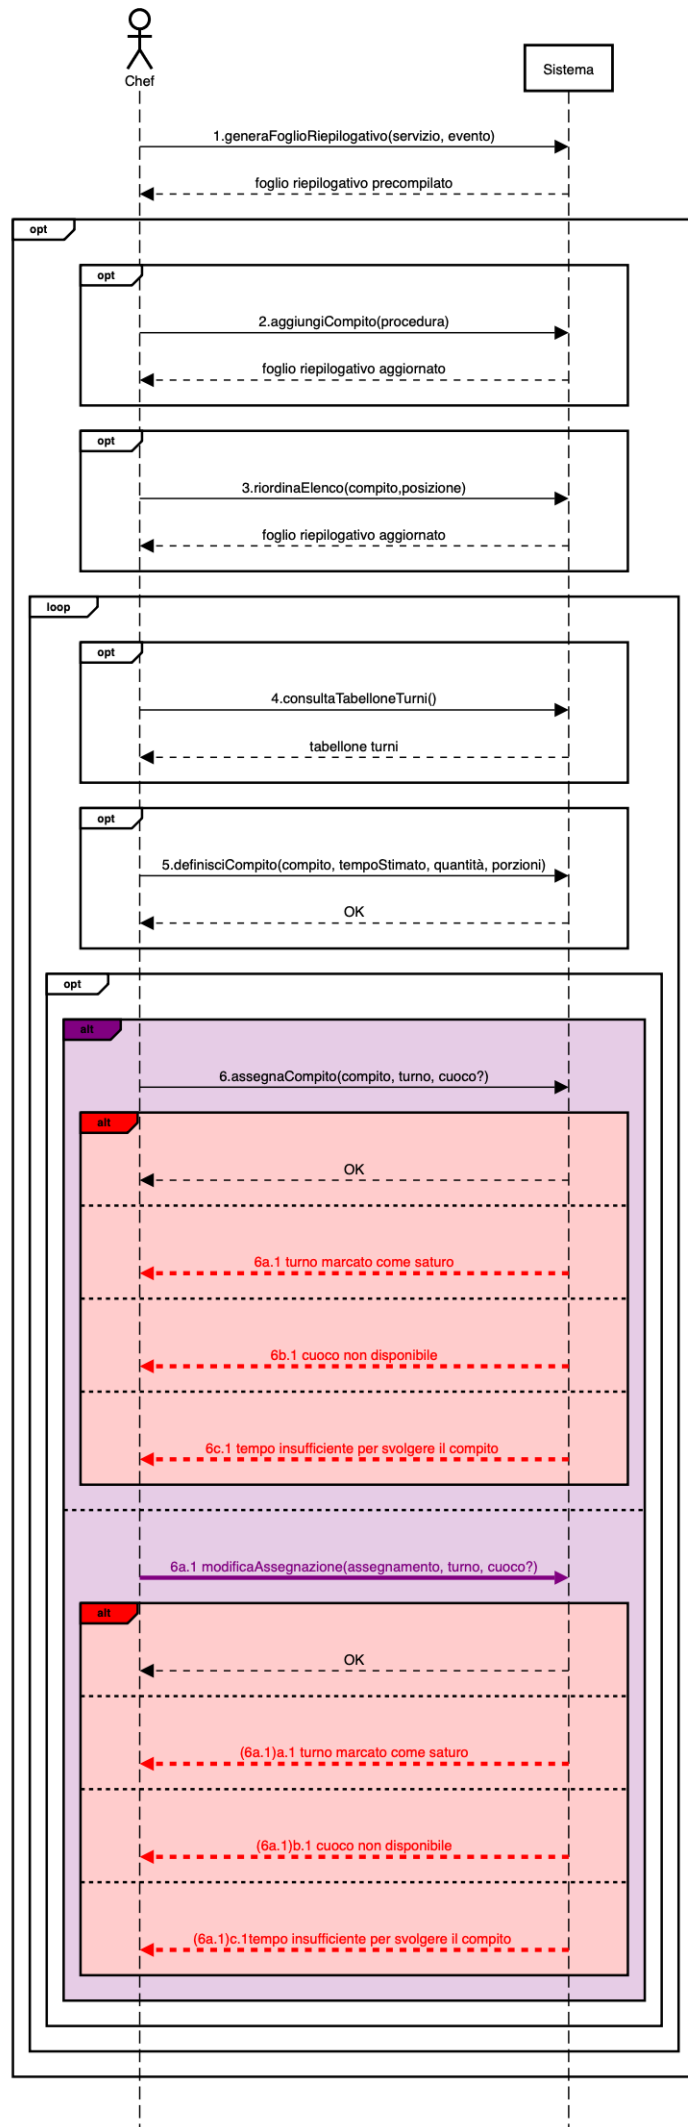 Chef
Sistema
1.generaFoglioRiepilogativo(servizio, evento)
foglio riepilogativo precompilato
opt
opt
2.aggiungiCompito(procedura)
foglio riepilogativo aggiornato
opt
3.riordinaElenco(compito,posizione)
foglio riepilogativo aggiornato
loop
opt
4.consultaTabelloneTurni()
tabellone turni
opt
5.definisciCompito(compito, tempoStimato, quantità, porzioni)
OK
opt
alt
6.assegnaCompito(compito, turno, cuoco?)
alt
OK
6a.1 turno marcato come saturo
6b.1 cuoco non disponibile
6c.1 tempo insufficiente per svolgere il compito
6a.1 modificaAssegnazione(assegnamento, turno, cuoco?)
alt
OK
(6a.1)a.1 turno marcato come saturo
(6a.1)b.1 cuoco non disponibile
(6a.1)c.1tempo insufficiente per svolgere il compito